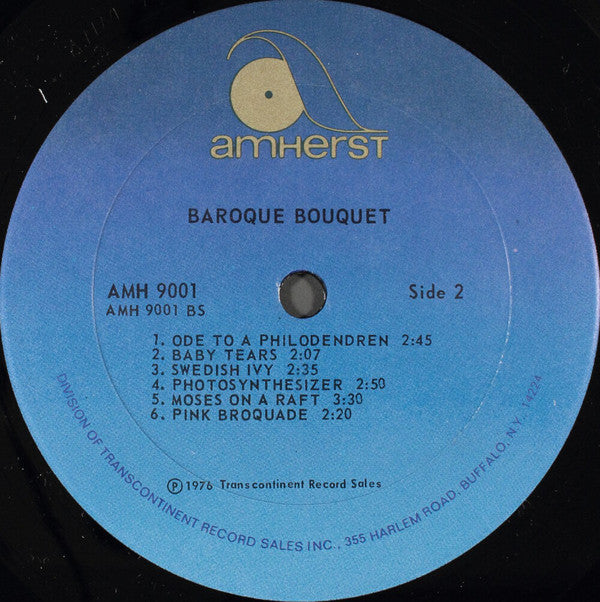 amherst
BAROQUE BOUQUET
AMH 9001
AMH 9001 BS
Side 2
1. ODE TO A PHILODENDREN 2:45
2. BABY TEARS 2:07
3. SWEDISH IVY 2:35
4. PHOTOSYNTHESIZER 2:50
5. MOSES ON A RAFT 3:30
6. PINK BROQUADE 2:20
Ⓟ 1976 Transcontinent Record Sales
DIVISION OF TRANSCONTINENT RECORD SALES INC., 355 HARLEM ROAD, BUFFALO, N.Y. 14224